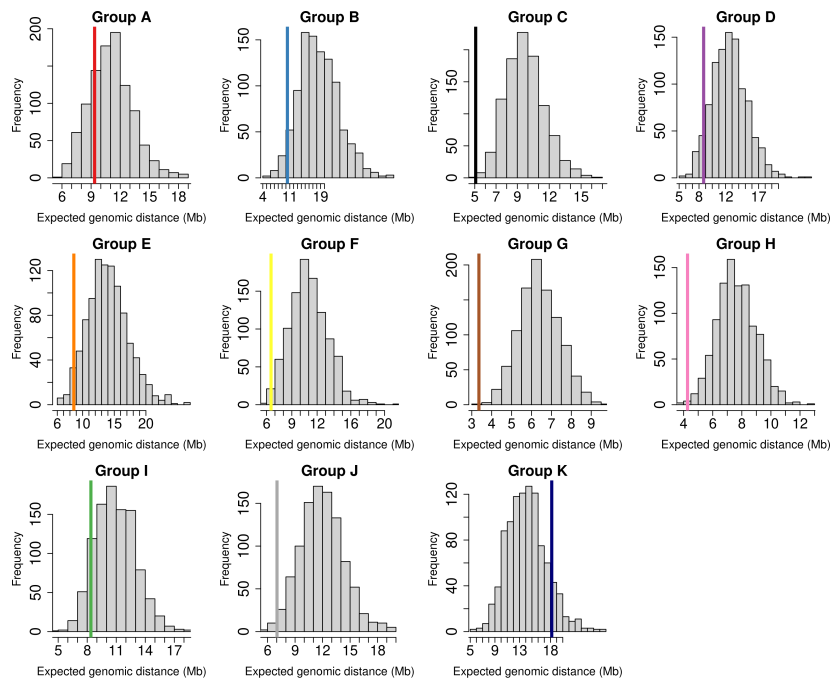 Group A
Group B
Group C
Group D
Frequency
0 50 100 150 200
6 9 12 15 18
Expected genomic distance (Mb)
Frequency
0 50 100 150
4 11 19
Expected genomic distance (Mb)
Frequency
0 50 150
5 7 9 12 15
Expected genomic distance (Mb)
Frequency
0 50 100 150
5 8 12 17
Expected genomic distance (Mb)
Group E
Group F
Group G
Group H
Frequency
0 40 80 120
6 10 15 20
Expected genomic distance (Mb)
Frequency
0 50 100 150
6 8 10 12 16 20
Expected genomic distance (Mb)
Frequency
0 50 100 150 200
3 4 5 6 7 8 9
Expected genomic distance (Mb)
Frequency
0 50 100 150
4 6 8 10 12
Expected genomic distance (Mb)
Group I
Group J
Group K
Frequency
0 50 100 150
5 8 11 14 17
Expected genomic distance (Mb)
Frequency
0 50 100 150
6 9 12 15 18
Expected genomic distance (Mb)
Frequency
0 40 80 120
5 9 13 18
Expected genomic distance (Mb)